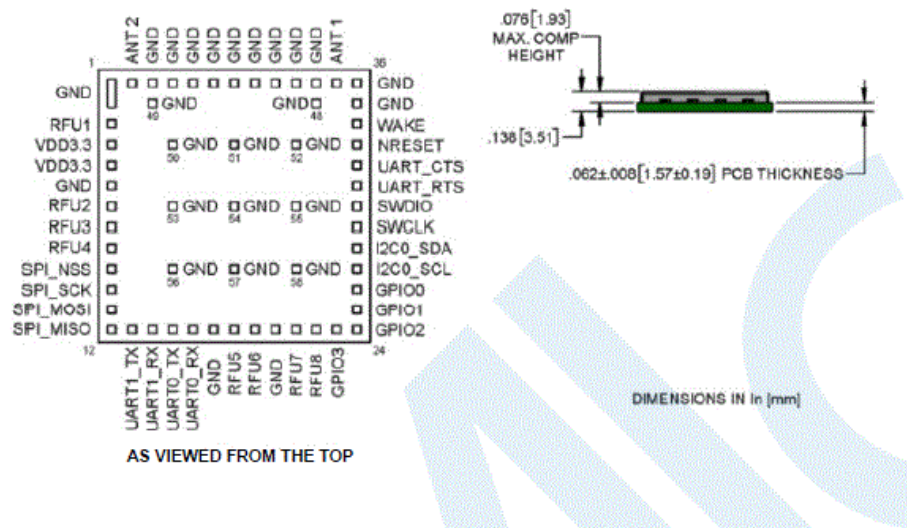 ANT 2
GND
GND
GND
GND
GND
GND
GND
GND
GND
ANT 1
1
36
GND
GND
GND
49
GND
48
GND
RFU1
WAKE
VDD3.3
GND
50
GND
51
GND
52
NRESET
VDD3.3
UART_CTS
GND
UART_RTS
RFU2
GND
53
GND
54
GND
55
SWDIO
RFU3
SWCLK
RFU4
I2C0_SDA
SPI_NSS
GND
56
GND
57
GND
58
I2C0_SCL
SPI_SCK
GPIO0
SPI_MOSI
GPIO1
SPI_MISO
GPIO2
12
24
UART1_TX
UART1_RX
UART0_TX
UART0_RX
GND
RFU5
RFU6
GND
RFU7
RFU8
GPIO3
AS VIEWED FROM THE TOP
.076[1.93]
MAX. COMP
HEIGHT
.138[3.51]
.062±.008[1.57±0.19] PCB THICKNESS
DIMENSIONS IN In [mm]